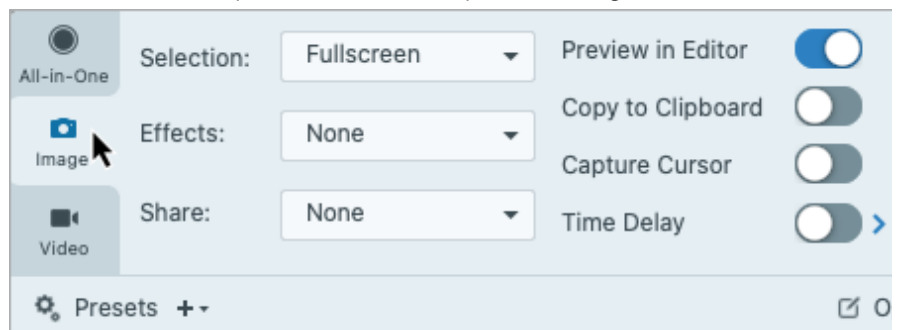 All-in-One
Image
Video
Selection:
Fullscreen
Effects:
None
Share:
None
Preview in Editor
Copy to Clipboard
Capture Cursor
Time Delay
Presets
O